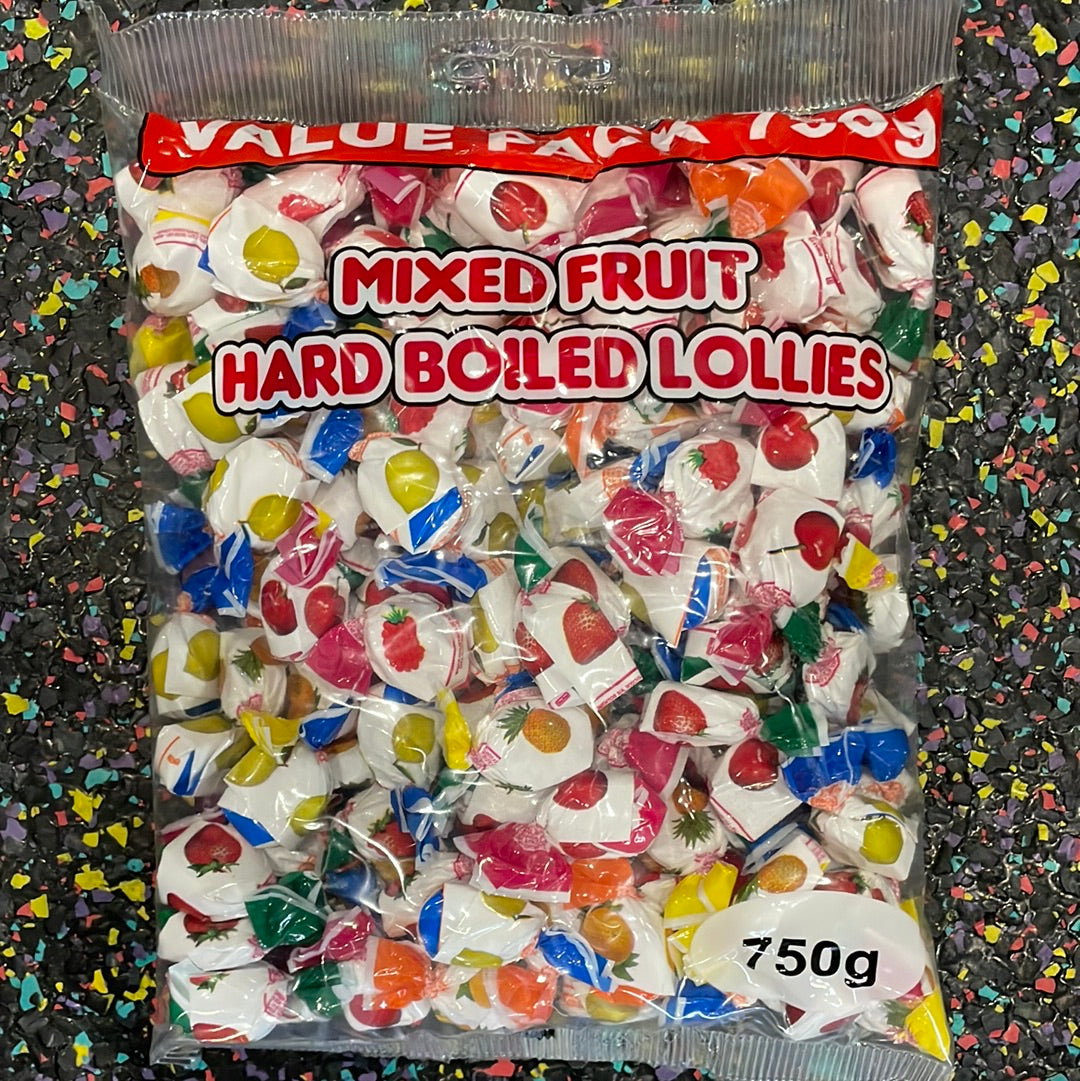 VALUE PACK 750g
MIXED FRUIT
HARD BOILED LOLLIES
750g